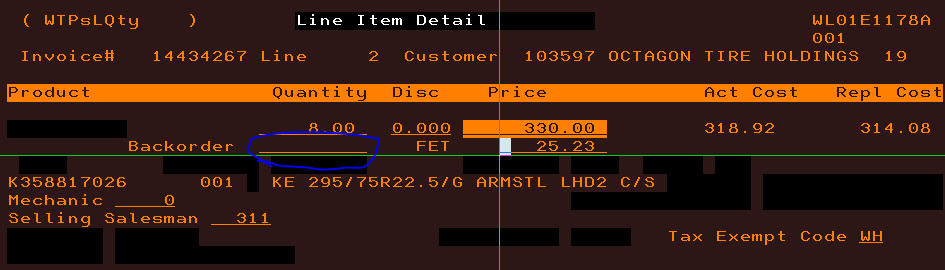 ( WTPsLQty    )    Line Item Detail    WL01E1178A
001
Invoice#  14434267 Line  2  Customer  103597 OCTAGON TIRE HOLDINGS  19
Product  Quantity  Disc  Price  Act Cost  Repl Cost
8.00  0.000  330.00  318.92  314.08
Backorder  FET  25.23
K358817026  001  KE 295/75R22.5/G ARMSTL LHD2 C/S
Mechanic  0
Selling Salesman  311
Tax Exempt Code WH